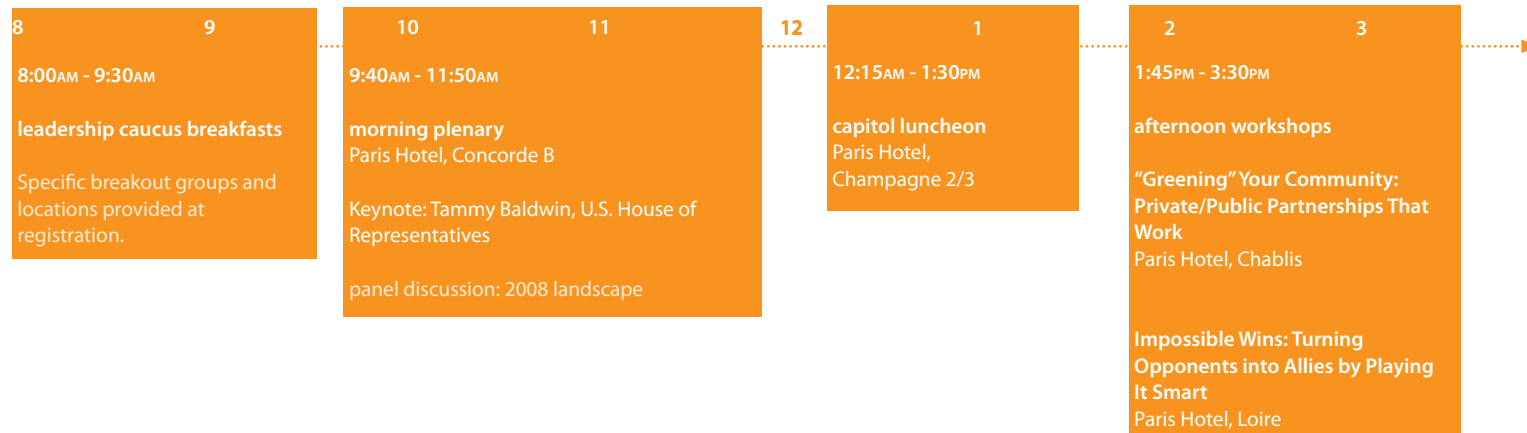 8 9 10 11 12 1 2 3
8:00AM - 9:30AM
leadership caucus breakfasts
Specific breakout groups and
locations provided at
registration.
9:40AM - 11:50AM
morning plenary
Paris Hotel, Concorde B
Keynote: Tammy Baldwin, U.S. House of
Representatives
panel discussion: 2008 landscape
12:15AM - 1:30PM
capitol luncheon
Paris Hotel,
Champagne 2/3
1:45PM - 3:30PM
afternoon workshops
“Greening” Your Community:
Private/Public Partnerships That
Work
Paris Hotel, Chablis
Impossible Wins: Turning
Opponents into Allies by Playing
It Smart
Paris Hotel, Loire